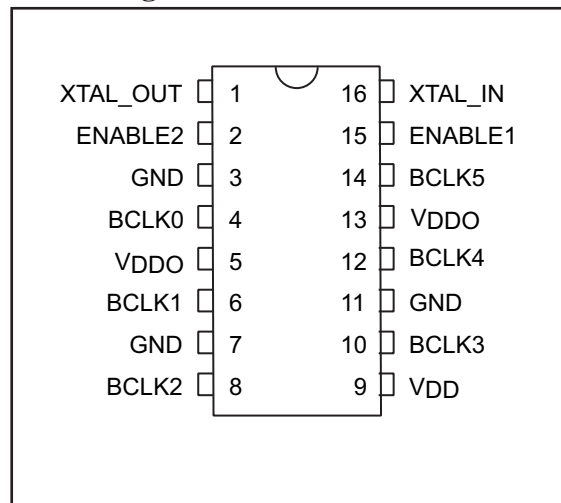 XTAL_OUT 1 16 XTAL_IN
ENABLE2 2 15 ENABLE1
GND 3 14 BCLK5
BCLK0 4 13 VDDO
VDDO 5 12 BCLK4
BCLK1 6 11 GND
GND 7 10 BCLK3
BCLK2 8 9 VDD